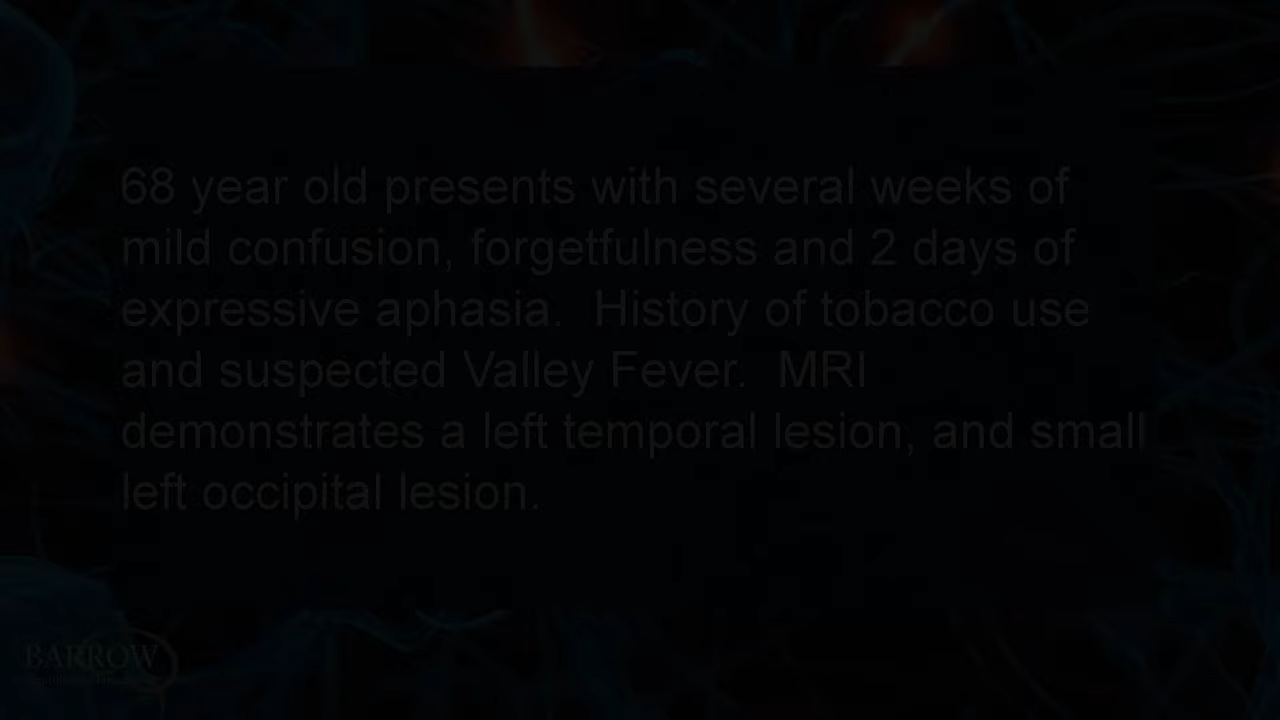 68 year old presents with several weeks of
mild confusion, forgetfulness and 2 days of
expressive aphasia. History of tobacco use
and suspected Valley Fever. MRI
demonstrates a left temporal lesion, and small
left occipital lesion.
BARROW